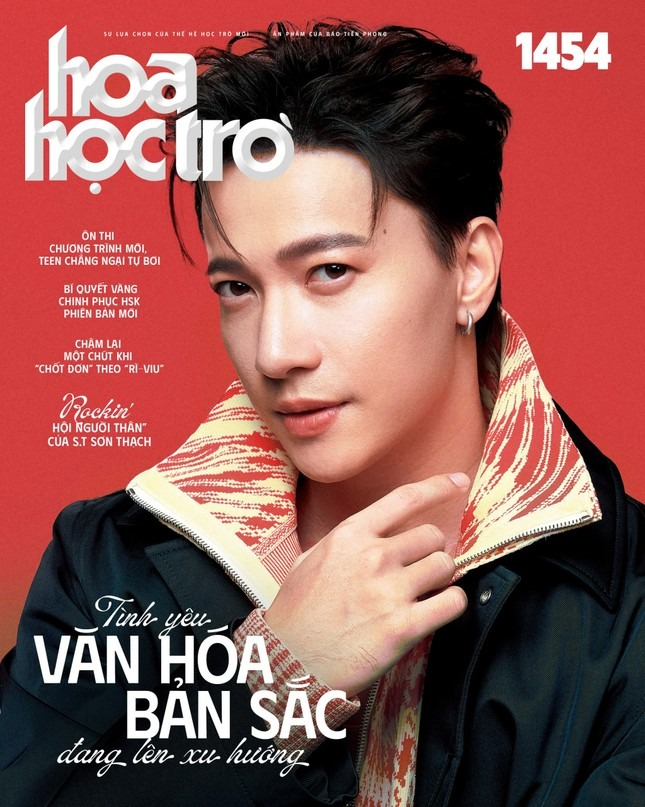 SỰ LỰA CHỌN CỦA THẾ HỆ HỌC TRÒ MỚI
ẤN PHẨM CỦA BÁO TIỀN PHONG
hoa
học trò
1454
ÔN THI
CHƯƠNG TRÌNH MỚI,
TEEN CHẲNG NGẠI TỰ BƠI
BÍ QUYẾT VÀNG
CHINH PHỤC HSK
PHIÊN BẢN MỚI
CHẬM LẠI
MỘT CHÚT KHI
“CHỐT ĐƠN” THEO “RÌ-VIU”
Rockin’
HỘI NGƯỜI THÂN”
CỦA S.T SƠN THẠCH
Tình yêu
VĂN HÓA
BẢN SẮC
đang lên xu hướng